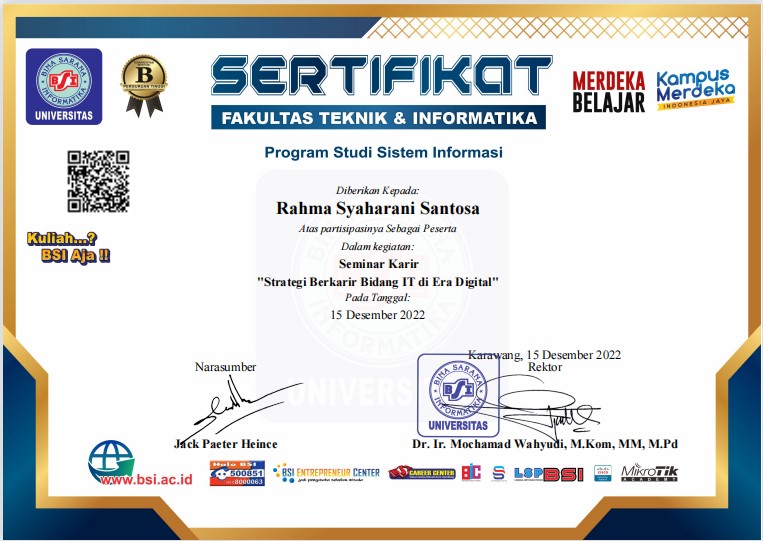 SERTIFIKAT
FAKULTAS TEKNIK & INFORMATIKA
BINA SARANA
BSI
INFORMATIKA
UNIVERSITAS
B
PERGURUAN TINGGI
MERDEKA
BELAJAR
Kampus
Merdeka
INDONESIA JAYA
Program Studi Sistem Informasi
Kuliah...?
BSI Aja !!
Diberikan Kepada:
Rahma Syaharani Santosa
Atas partisipasinya Sebagai Peserta
Dalam kegiatan:
Seminar Karir
"Strategi Berkarir Bidang IT di Era Digital"
Pada Tanggal:
15 Desember 2022
UNIVERSITAS
Narasumber
Jack Paeter Heince
Karawang, 15 Desember 2022
Rektor
BINA SARANA
BSI
INFORMATIKA
UNIVERSITAS
Dr. Ir. Mochamad Wahyudi, M.Kom, MM, M.Pd
www.bsi.ac.id
Halo BSI
500851
8000063
BSI ENTREPRENEUR CENTER
CAREER CENTER
LSP BSI
MikroTik
ACADEMY